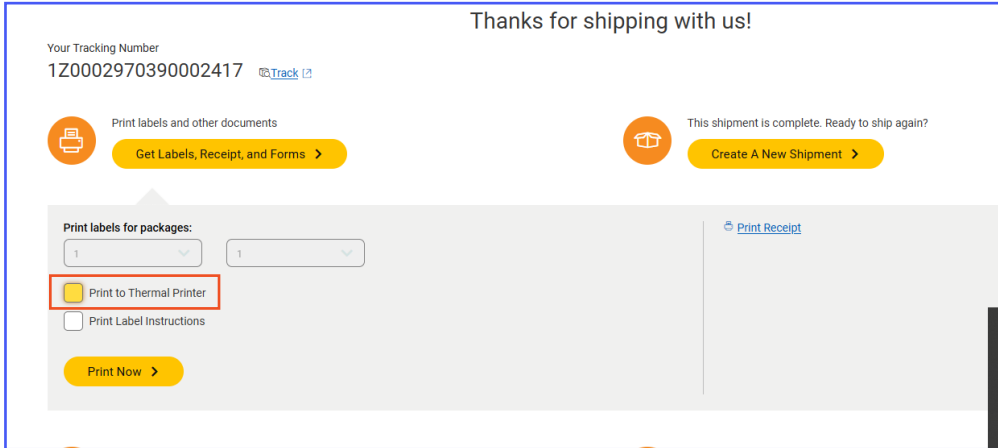 Thanks for shipping with us!
Your Tracking Number
1Z0002970390002417 Track
Print labels and other documents
Get Labels, Receipt, and Forms
This shipment is complete. Ready to ship again?
Create A New Shipment
Print labels for packages:
1 1
Print Receipt
Print to Thermal Printer
Print Label Instructions
Print Now